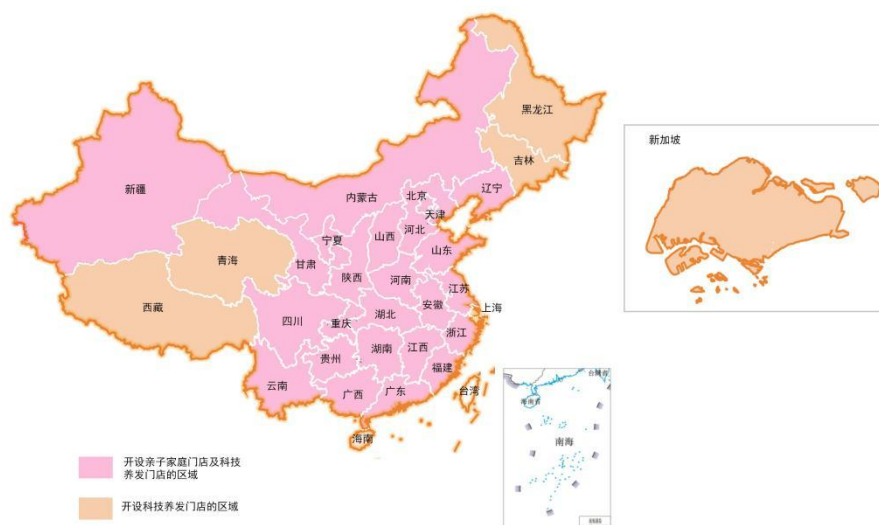 黑龙江
吉林
新疆
内蒙古
北京
辽宁
天津
宁夏
山西
河北
青海
甘肃
山东
陕西
河南
西藏
江苏
安徽
上海
四川
重庆
湖北
浙江
贵州
湖南
江西
福建
云南
广西
广东
台湾
海南
新加坡
南海
开设亲子家庭门店及科技
养发门店的区域
开设科技养发门店的区域